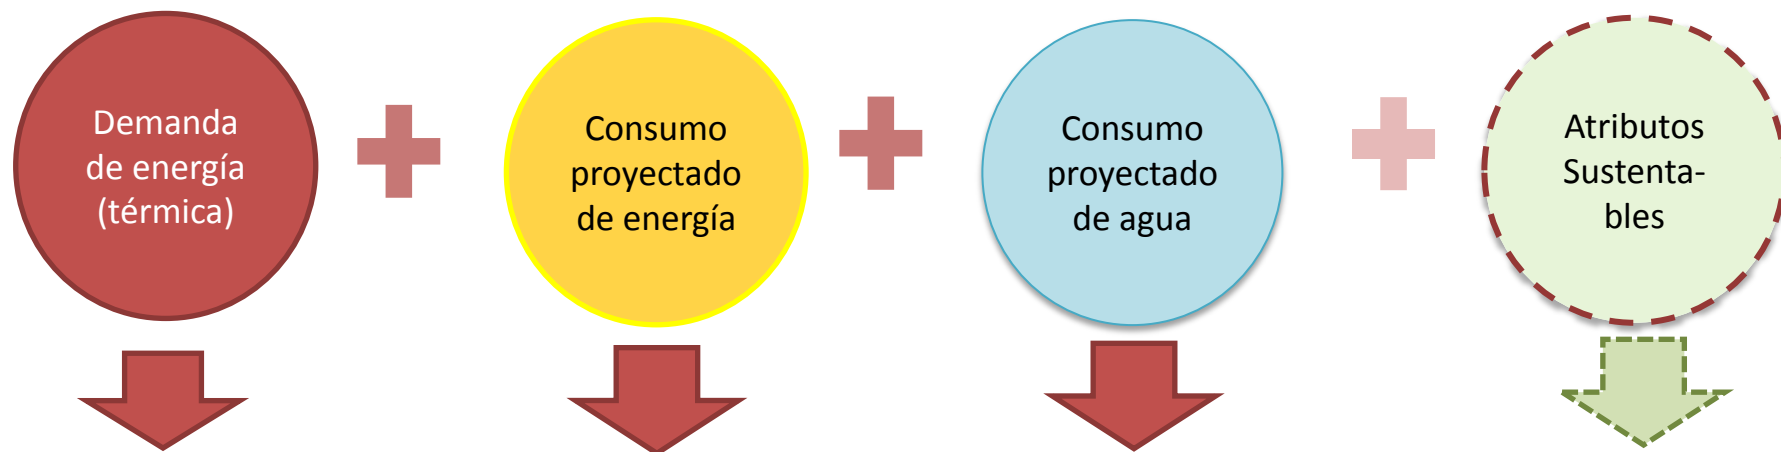 Demanda
de energía
(térmica)
Consumo
proyectado
de energía
Consumo
proyectado
de agua
Atributos
Sustenta-
bles